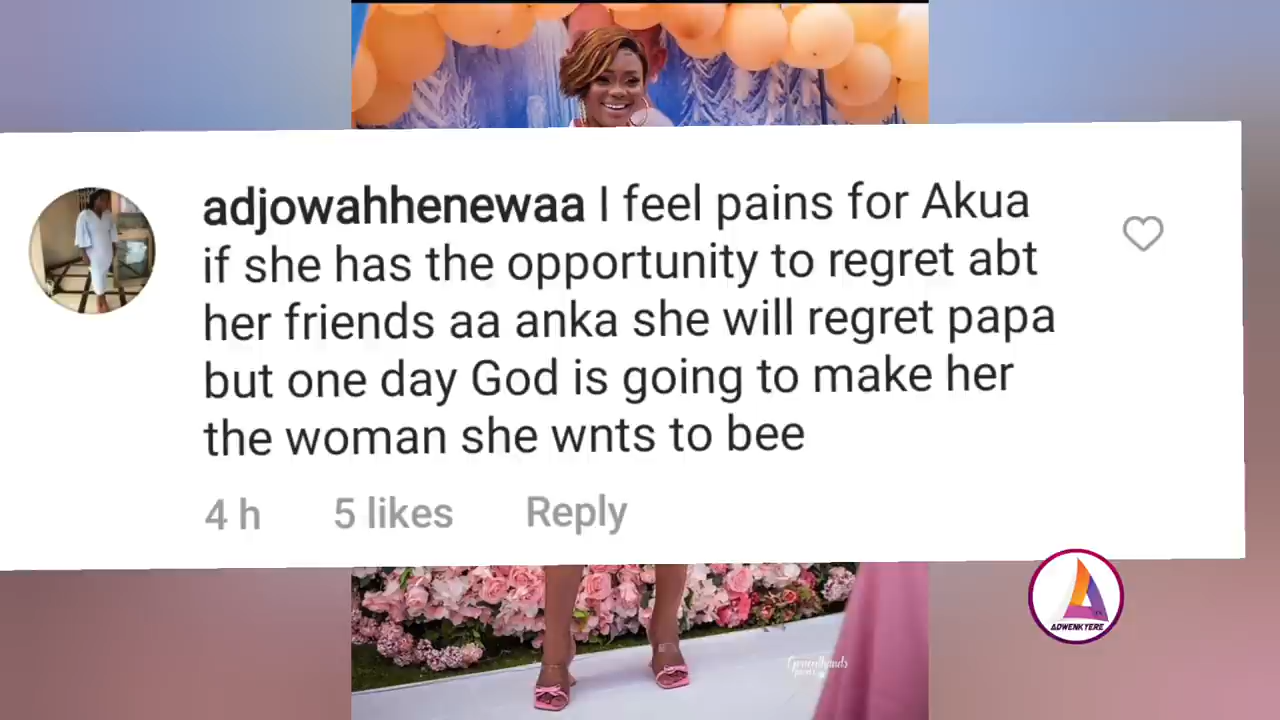 adjowahhenewaa I feel pains for Akua
if she has the opportunity to regret abt
her friends aa anka she will regret papa
but one day God is going to make her
the woman she wnts to bee
4 h 5 likes Reply
ADWENKYERE